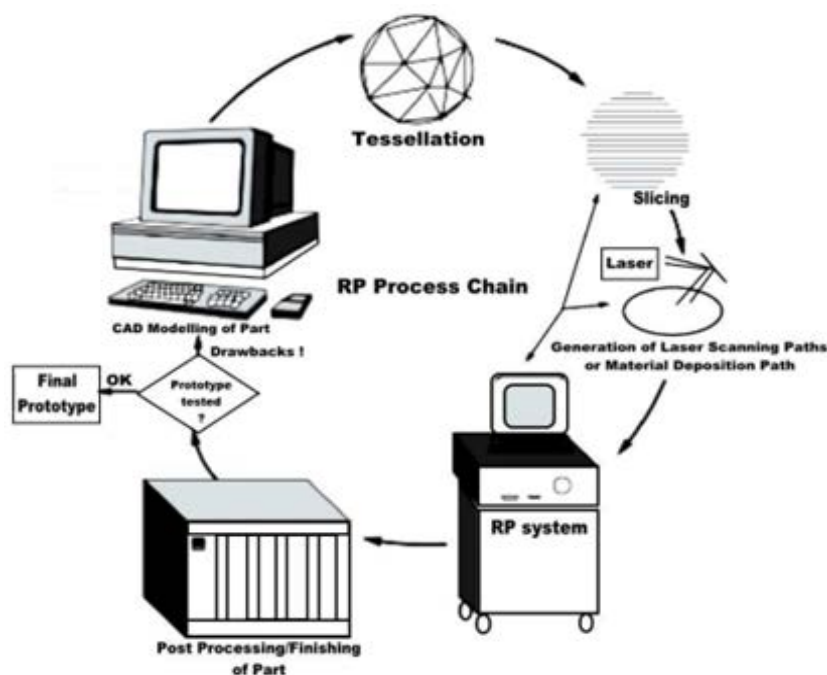 Tessellation
Slicing
Laser
RP Process Chain
CAD Modelling of Part
Generation of Laser Scanning Paths
or Material Deposition Path
Drawbacks !
OK
Final
Prototype
Prototype
tested
?
RP system
Post Processing/Finishing
of Part